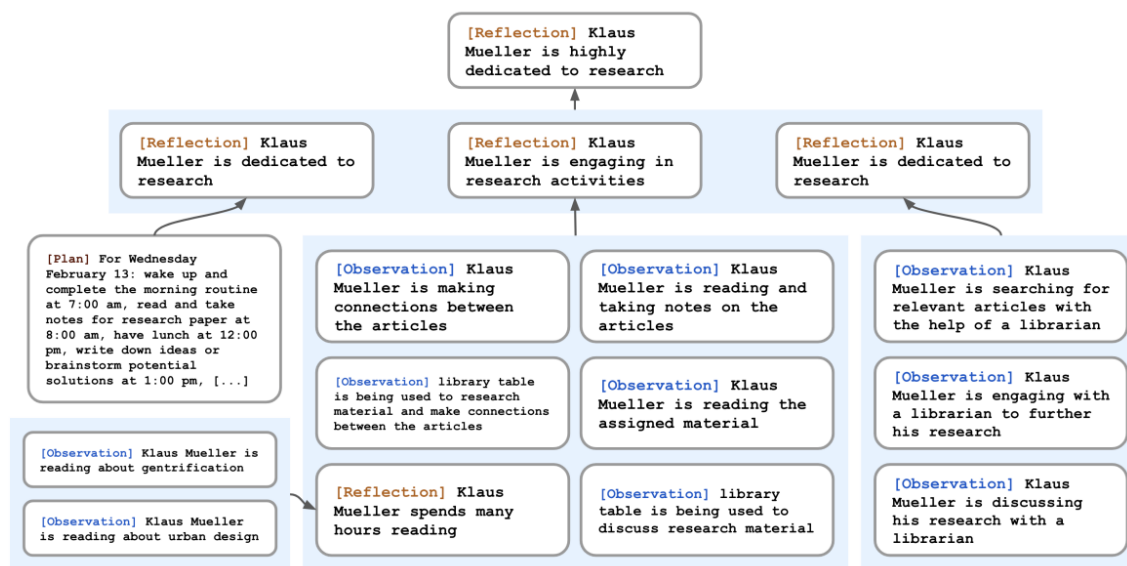 [Reflection] Klaus
Mueller is highly
dedicated to research
[Reflection] Klaus
Mueller is dedicated to
research
[Reflection] Klaus
Mueller is engaging in
research activities
[Reflection] Klaus
Mueller is dedicated to
research
[Plan] For Wednesday
February 13: wake up and
complete the morning routine
at 7:00 am, read and take
notes for research paper at
8:00 am, have lunch at 12:00
pm, write down ideas or
brainstorm potential
solutions at 1:00 pm, [...]
[Observation] Klaus Mueller is
reading about gentrification
[Observation] Klaus Mueller
is reading about urban design
[Observation] Klaus
Mueller is making
connections between
the articles
[Observation] Klaus
Mueller is reading and
taking notes on the
articles
[Observation] library table
is being used to research
material and make connections
between the articles
[Observation] Klaus
Mueller is reading the
assigned material
[Reflection] Klaus
Mueller spends many
hours reading
[Observation] library
table is being used to
discuss research material
[Observation] Klaus
Mueller is searching for
relevant articles with
the help of a librarian
[Observation] Klaus
Mueller is engaging with
a librarian to further
his research
[Observation] Klaus
Mueller is discussing
his research with a
librarian